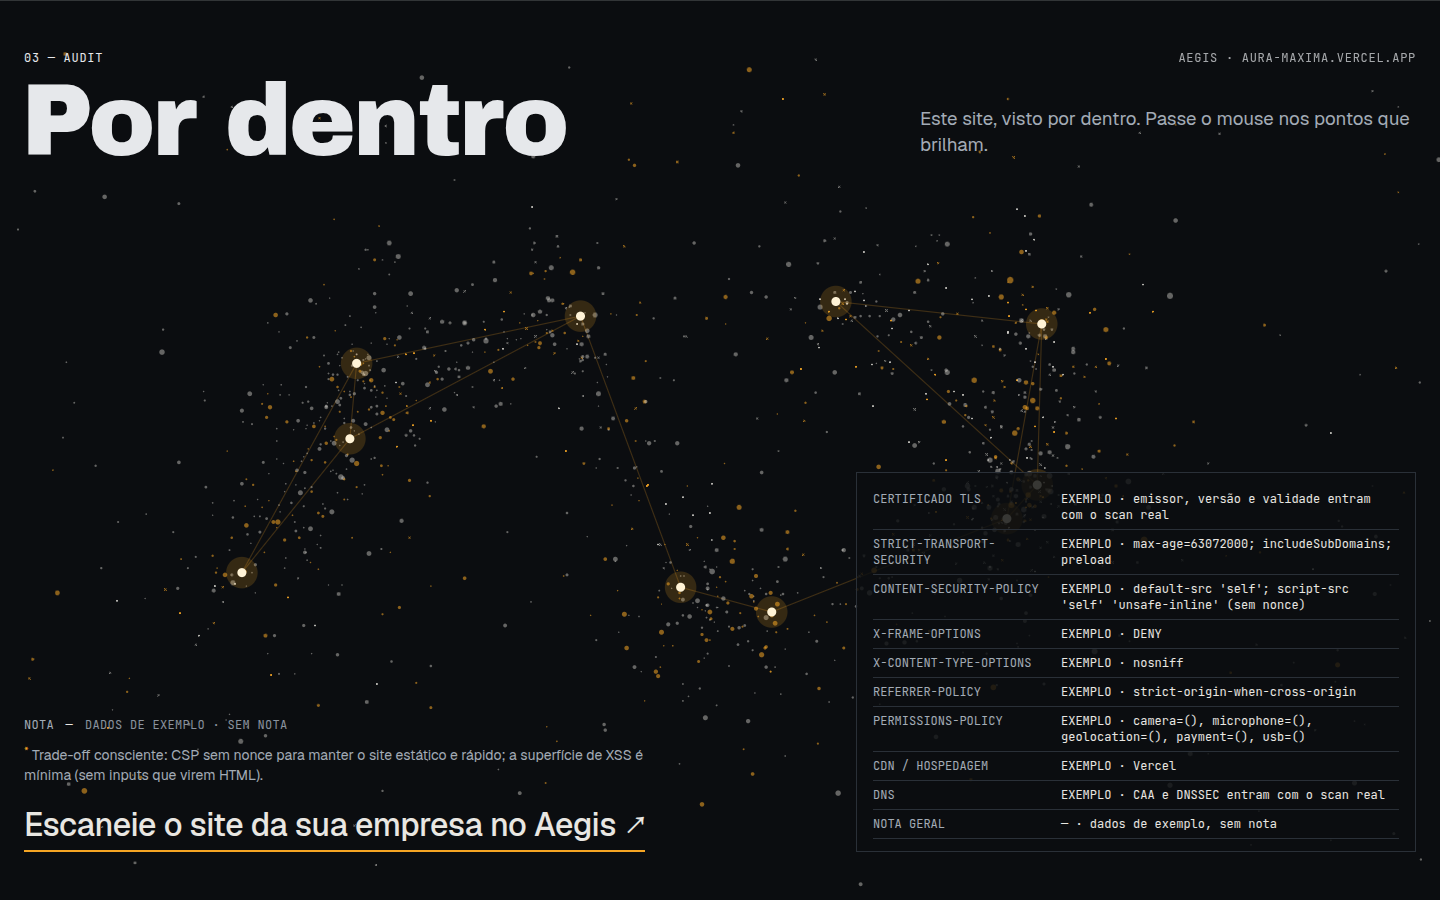 03 — AUDIT
AEGIS · AURA-MAXIMA.VERCEL.APP
Por dentro
Este site, visto por dentro. Passe o mouse nos pontos que
brilham.
NOTA — DADOS DE EXEMPLO · SEM NOTA
* Trade-off consciente: CSP sem nonce para manter o site estático e rápido; a superfície de XSS é
mínima (sem inputs que virem HTML).
Escaneie o site da sua empresa no Aegis ↗
CERTIFICADO TLS EXEMPLO · emissor, versão e validade entram
com o scan real
STRICT-TRANSPORT- EXEMPLO · max-age=63072000; includeSubDomains;
SECURITY preload
CONTENT-SECURITY-POLICY EXEMPLO · default-src 'self'; script-src
'self' 'unsafe-inline' (sem nonce)
X-FRAME-OPTIONS EXEMPLO · DENY
X-CONTENT-TYPE-OPTIONS EXEMPLO · nosniff
REFERRER-POLICY EXEMPLO · strict-origin-when-cross-origin
PERMISSIONS-POLICY EXEMPLO · camera=(), microphone=(),
geolocation=(), payment=(), usb=()
CDN / HOSPEDAGEM EXEMPLO · Vercel
DNS EXEMPLO · CAA e DNSSEC entram com o scan real
NOTA GERAL — · dados de exemplo, sem nota